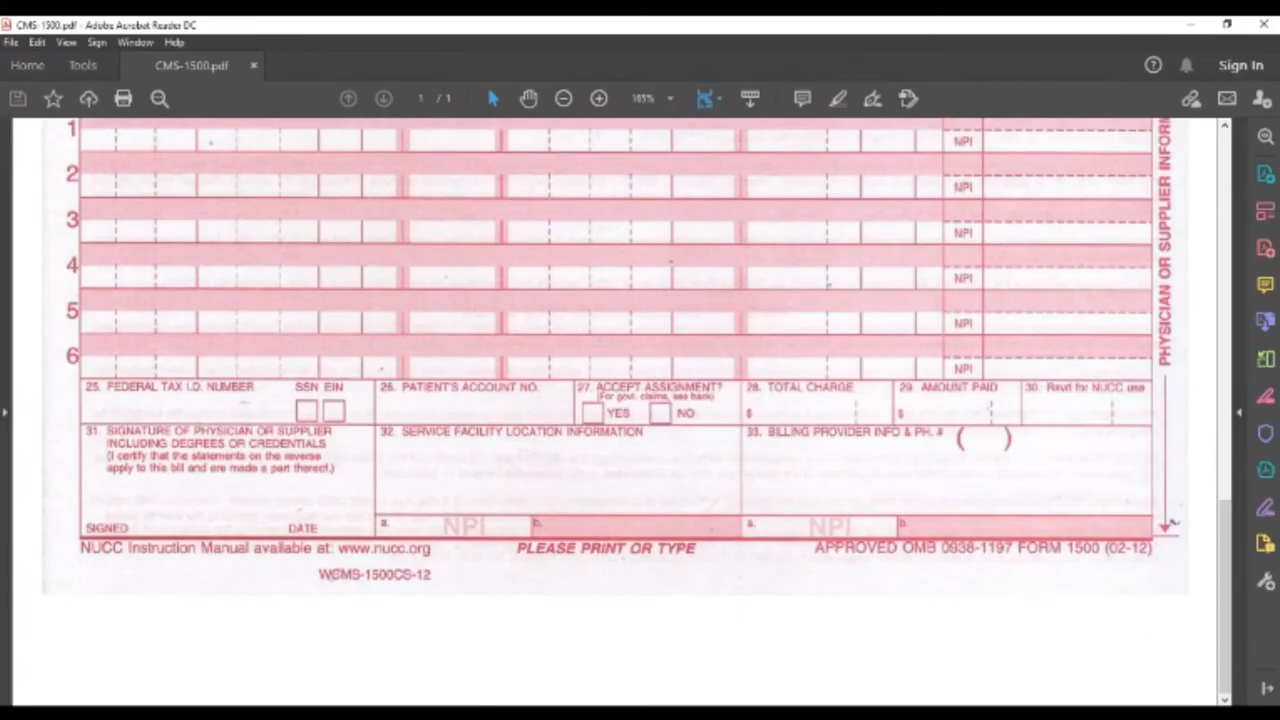 CMS-1500.pdf - Adobe Acrobat Reader DC
File Edit View Sign Window Help
Home Tools CMS-1500.pdf × Sign In
1 / 1 165%
1 NPI
2 NPI
3 NPI
4 NPI
5 NPI
6 NPI
PHYSICIAN OR SUPPLIER INFORM
25. FEDERAL TAX I.D. NUMBER SSN EIN 26. PATIENT'S ACCOUNT NO. 27. ACCEPT ASSIGNMENT? 28. TOTAL CHARGE 29. AMOUNT PAID 30. Rsvd for NUCC use
(For govt. claims, see back)
YES NO $ $
31. SIGNATURE OF PHYSICIAN OR SUPPLIER 32. SERVICE FACILITY LOCATION INFORMATION 33. BILLING PROVIDER INFO & PH. # ( )
INCLUDING DEGREES OR CREDENTIALS
(I certify that the statements on the reverse
apply to this bill and are made a part thereof.)
SIGNED DATE a. NPI b. a. NPI b.
NUCC Instruction Manual available at: www.nucc.org PLEASE PRINT OR TYPE APPROVED OMB 0938-1197 FORM 1500 (02-12)
WCMS-1500CS-12